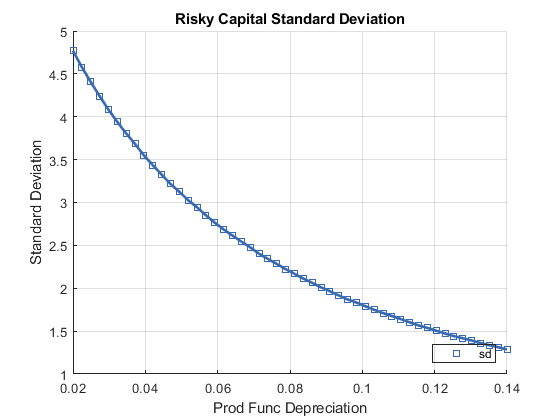 Risky Capital Standard Deviation
5
4.5
4
3.5
3
2.5
2
1.5
1
Standard Deviation
sd
0.02 0.04 0.06 0.08 0.1 0.12 0.14
Prod Func Depreciation